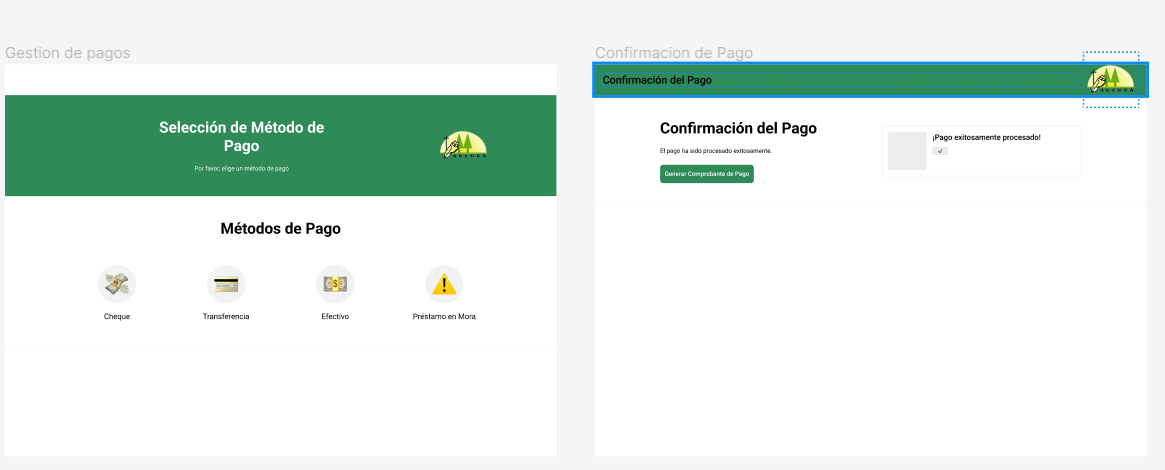 Gestion de pagos
Selección de Método de
Pago
Por favor, elige un método de pago
Métodos de Pago
Cheque
Transferencia
Efectivo
Préstamo en Mora
Confirmacion de Pago
Confirmación del Pago
Confirmación del Pago
El pago ha sido procesado exitosamente.
Generar Comprobante de Pago
¡Pago exitosamente procesado!
✓